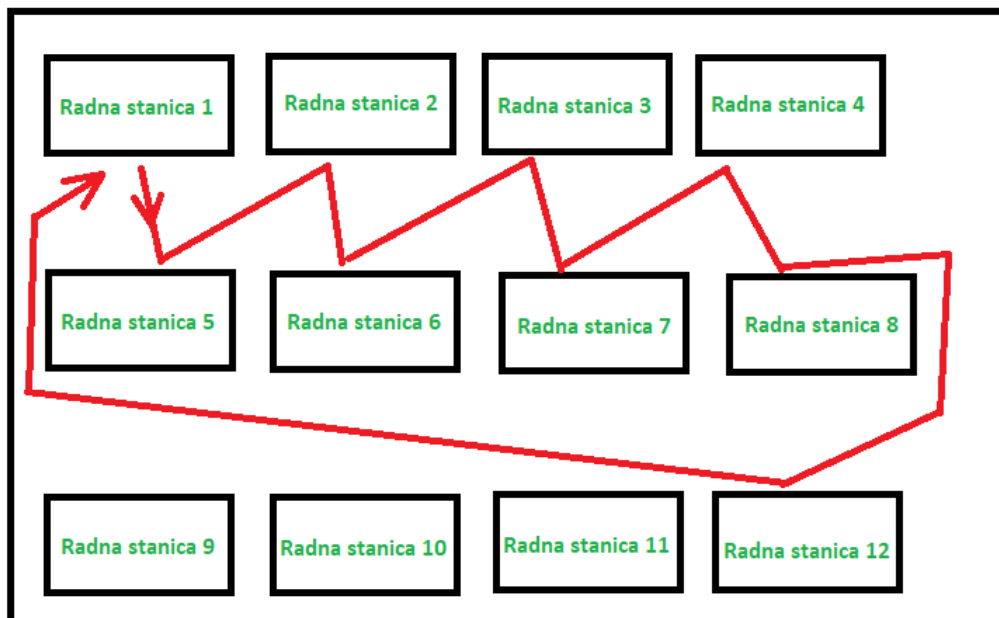 Radna stanica 1
Radna stanica 2
Radna stanica 3
Radna stanica 4
Radna stanica 5
Radna stanica 6
Radna stanica 7
Radna stanica 8
Radna stanica 9
Radna stanica 10
Radna stanica 11
Radna stanica 12